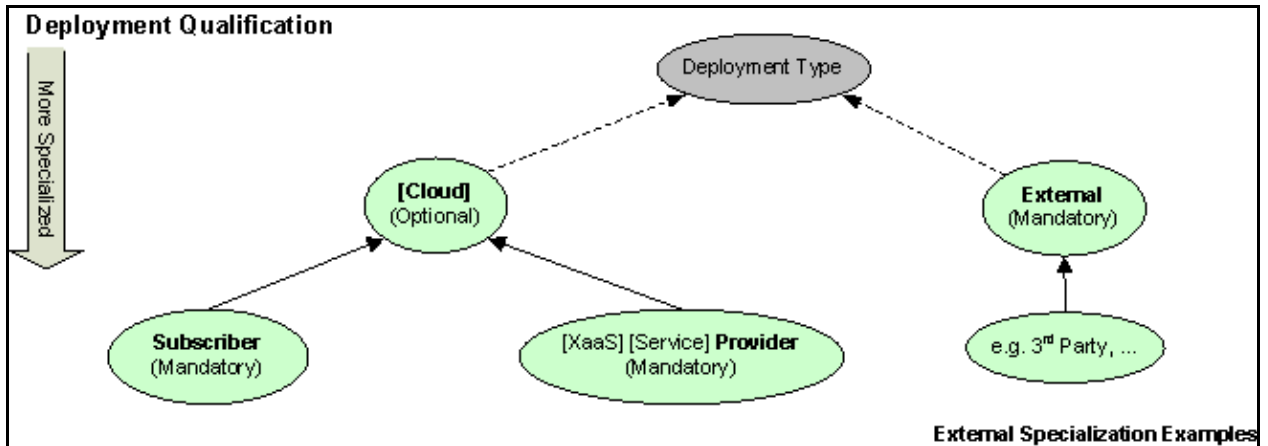 Deployment Qualification
More Specialized
Deployment Type
[Cloud]
(Optional)
External
(Mandatory)
Subscriber
(Mandatory)
[XaaS] [Service] Provider
(Mandatory)
e.g. 3rd Party, ...
External Specialization Examples